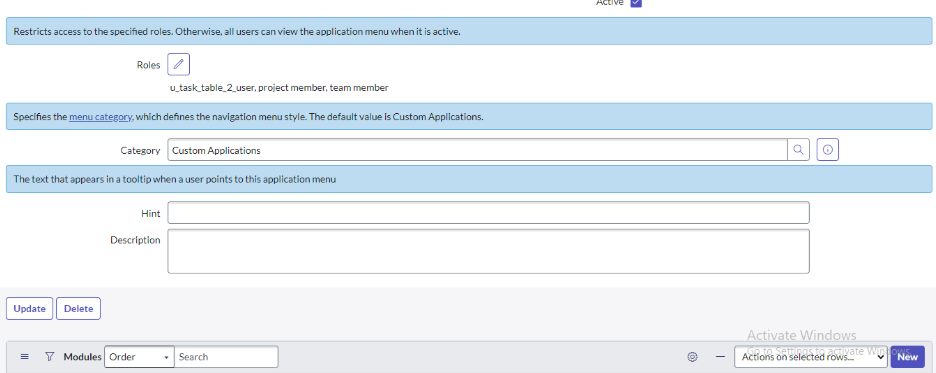 Active
Restricts access to the specified roles. Otherwise, all users can view the application menu when it is active.
Roles
u_task_table_2_user, project member, team member
Specifies the menu category, which defines the navigation menu style. The default value is Custom Applications.
Category Custom Applications
The text that appears in a tooltip when a user points to this application menu
Hint
Description
Update Delete
Activate Windows
Go to Settings to activate Windows.
Modules Order Search Actions on selected rows... New